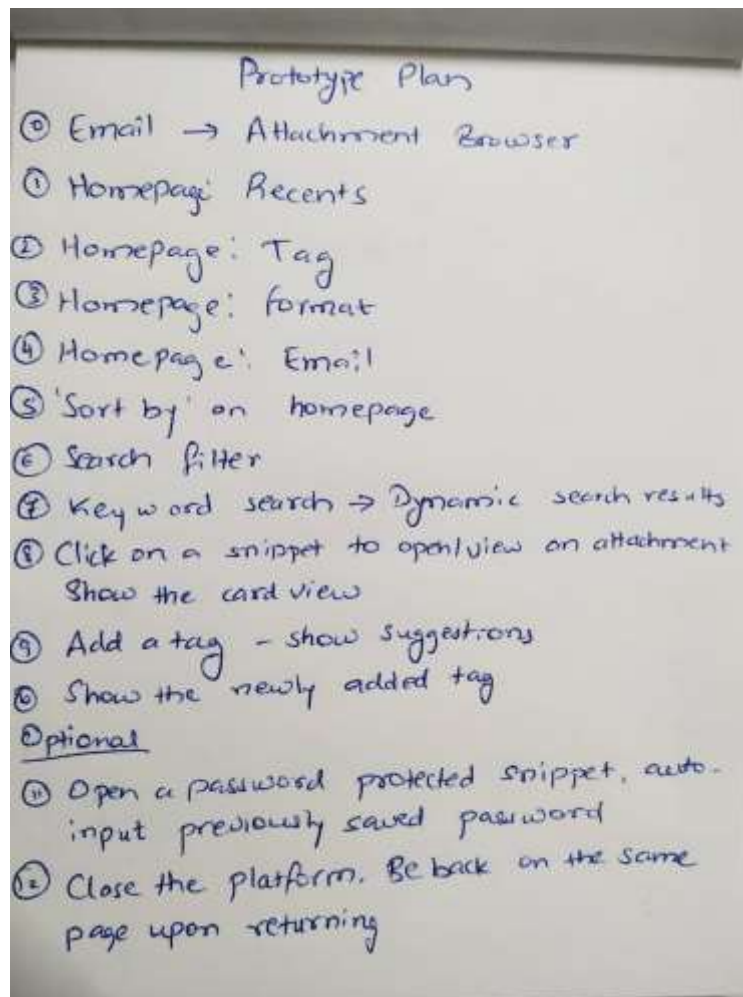 Prototype Plan
⓪ Email → Attachment Browser
① Homepage: Recents
② Homepage: Tag
③ Homepage: format
④ Homepage: Email
⑤ 'Sort by' on homepage
⑥ Search filter
⑦ Keyword search → Dynamic search results
⑧ Click on a snippet to open/view an attachment
Show the card view
⑨ Add a tag - show suggestions
⑩ Show the newly added tag
Optional
⑪ Open a password protected snippet, auto-
input previously saved password
⑫ Close the platform. Be back on the same
page upon returning